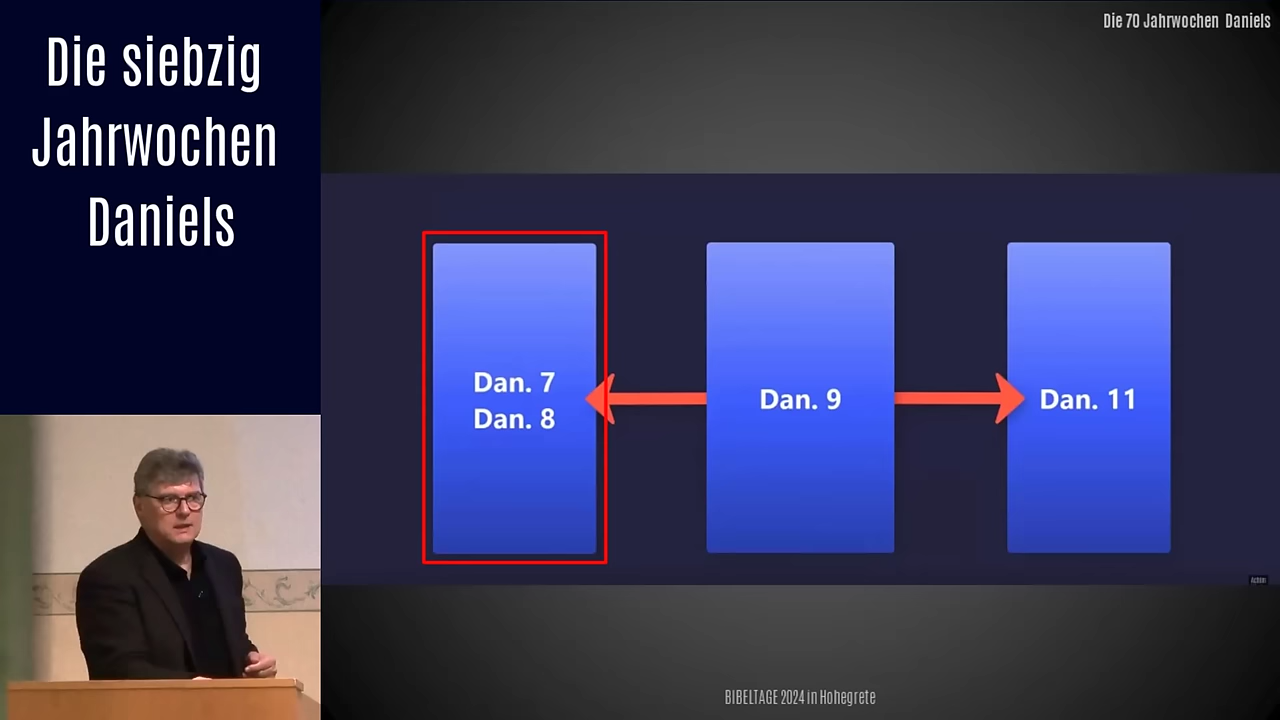 Die siebzig
Jahrwochen
Daniels
Die 70 Jahrwochen Daniels
Dan. 7
Dan. 8
Dan. 9
Dan. 11
BIBELTAGE 2024 in Hohegrete